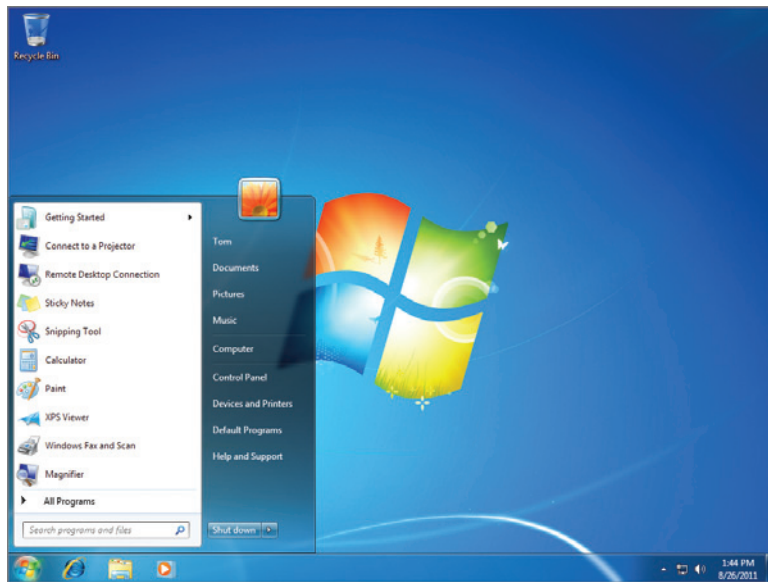 Recycle Bin
Getting Started
Connect to a Projector
Remote Desktop Connection
Sticky Notes
Snipping Tool
Calculator
Paint
XPS Viewer
Windows Fax and Scan
Magnifier
All Programs
Search programs and files
Tom
Documents
Pictures
Music
Computer
Control Panel
Devices and Printers
Default Programs
Help and Support
Shut down
1:44 PM
8/26/2011